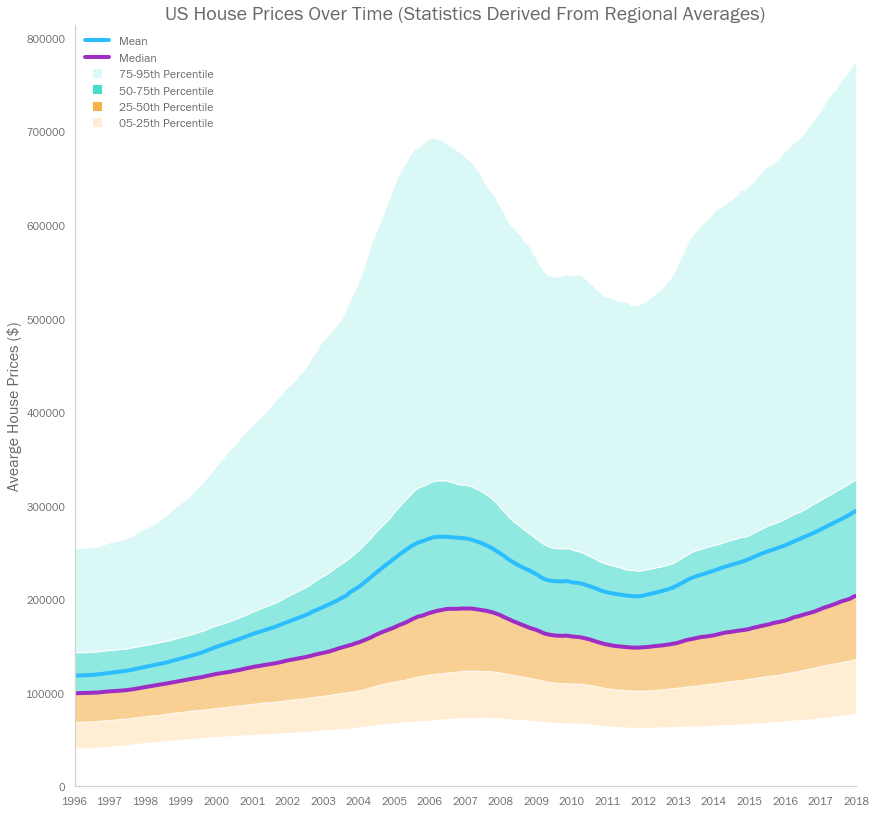 US House Prices Over Time (Statistics Derived From Regional Averages)
Mean
Median
75-95th Percentile
50-75th Percentile
25-50th Percentile
05-25th Percentile
Avearge House Prices ($)
800000
700000
600000
500000
400000
300000
200000
100000
0
1996 1997 1998 1999 2000 2001 2002 2003 2004 2005 2006 2007 2008 2009 2010 2011 2012 2013 2014 2015 2016 2017 2018